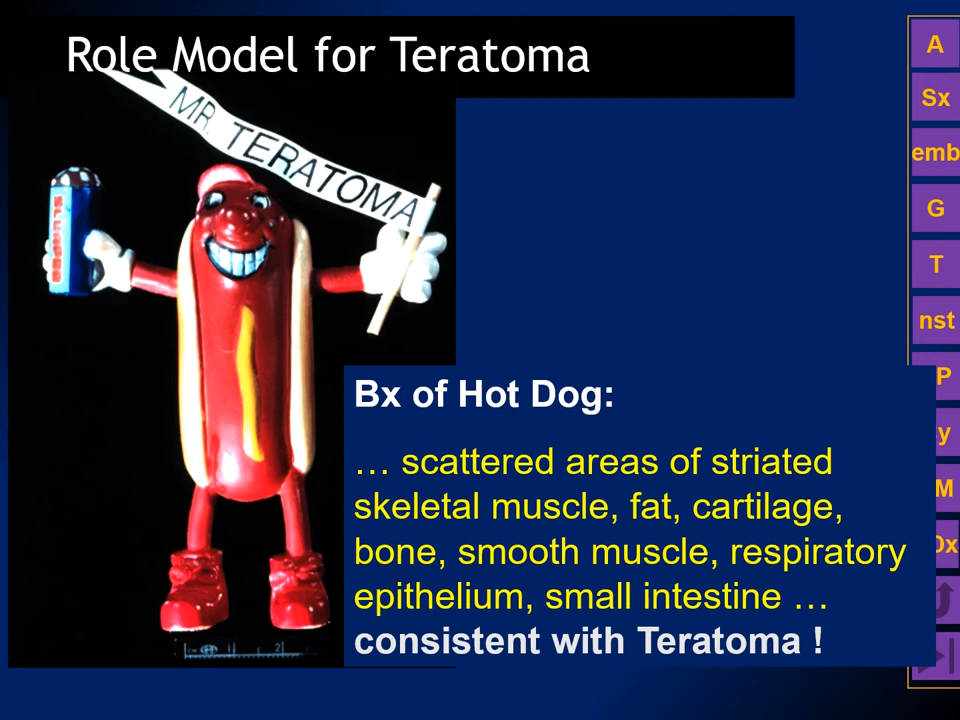 Role Model for Teratoma
MR. TERATOMA
Bx of Hot Dog:
… scattered areas of striated
skeletal muscle, fat, cartilage,
bone, smooth muscle, respiratory
epithelium, small intestine …
consistent with Teratoma !
A
Sx
emb
G
T
nst
P
y
M
Dx